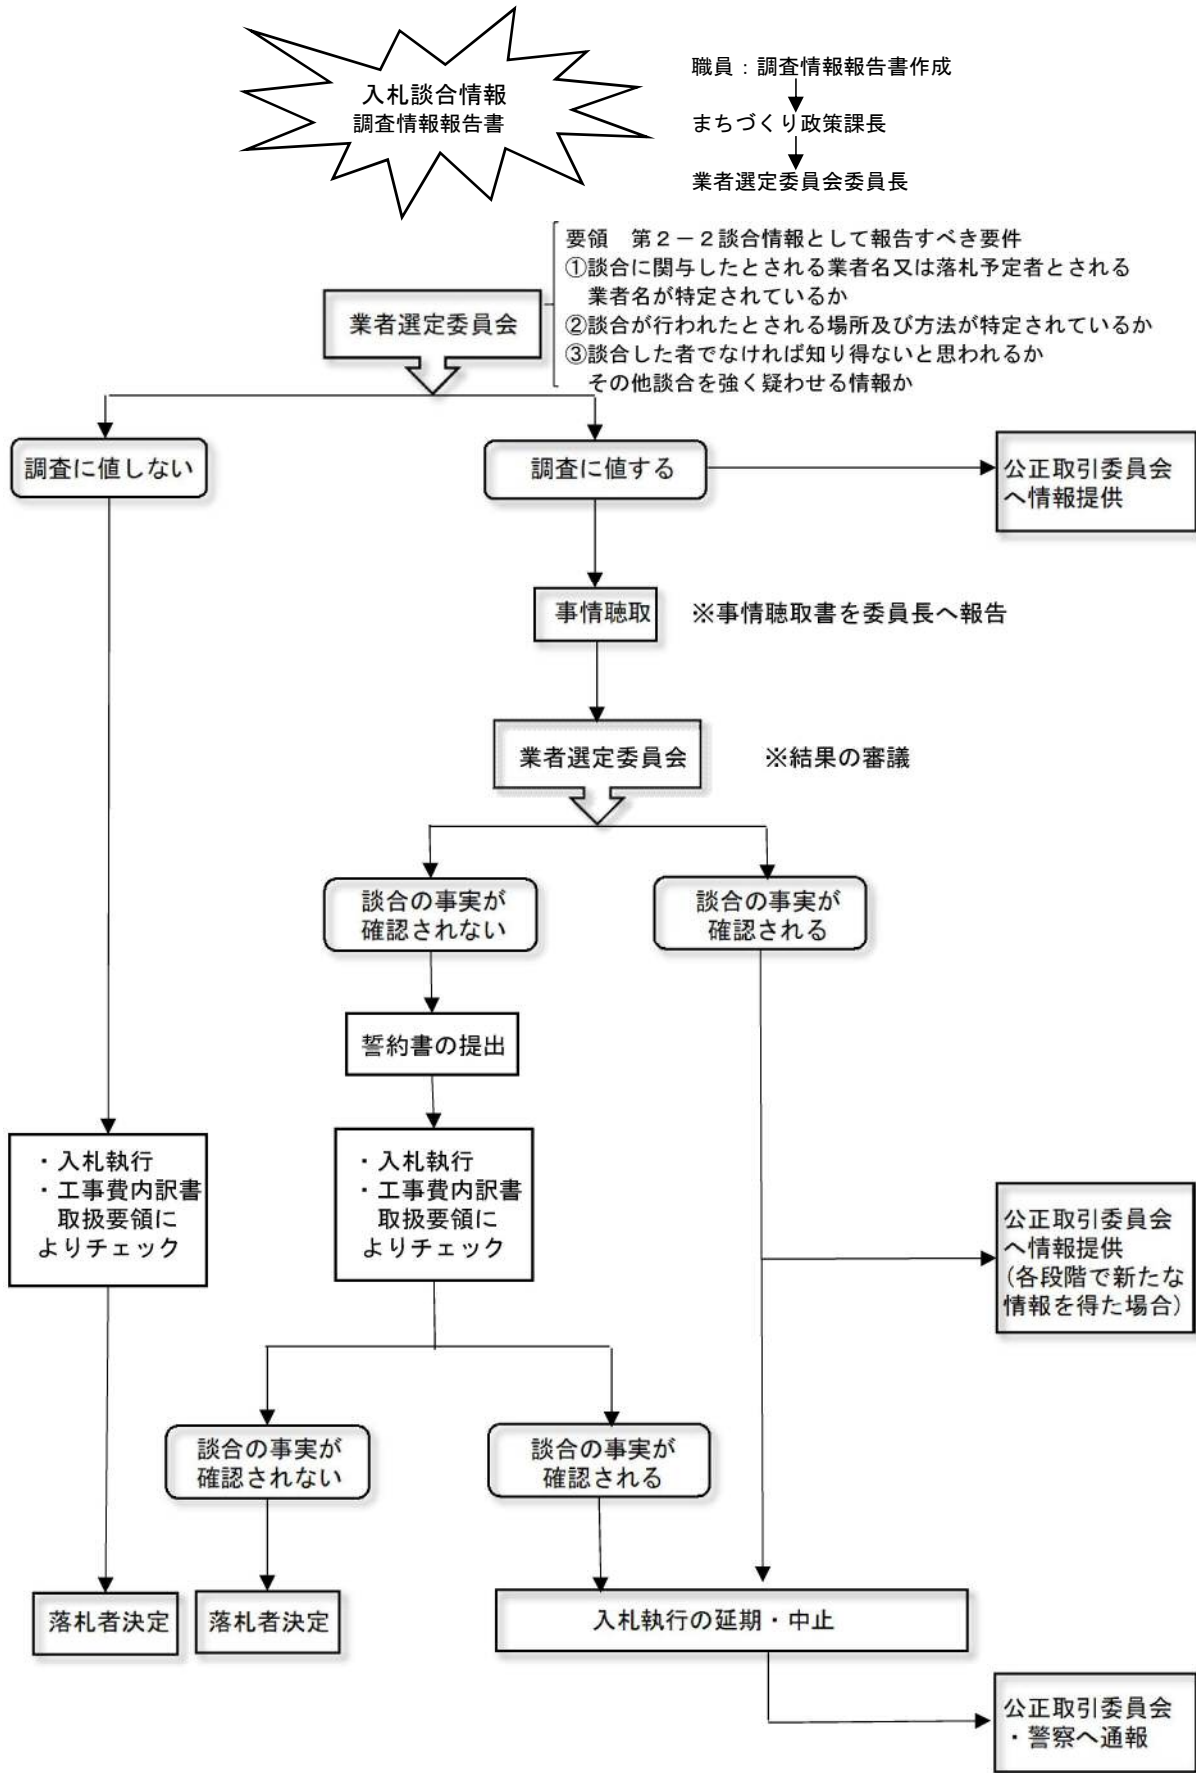 入札談合情報
調査情報報告書
職員：調査情報報告書作成
まちづくり政策課長
業者選定委員会委員長
要領　第２－２談合情報として報告すべき要件
①談合に関与したとされる業者名又は落札予定者とされる
業者名が特定されているか
②談合が行われたとされる場所及び方法が特定されているか
③談合した者でなければ知り得ないと思われるか
その他談合を強く疑わせる情報か
業者選定委員会
調査に値しない
調査に値する
公正取引委員会
へ情報提供
事情聴取
※事情聴取書を委員長へ報告
業者選定委員会
※結果の審議
談合の事実が
確認されない
談合の事実が
確認される
誓約書の提出
・入札執行
・工事費内訳書
取扱要領に
よりチェック
・入札執行
・工事費内訳書
取扱要領に
よりチェック
公正取引委員会
へ情報提供
(各段階で新たな
情報を得た場合)
談合の事実が
確認されない
談合の事実が
確認される
落札者決定
落札者決定
入札執行の延期・中止
公正取引委員会
・警察へ通報